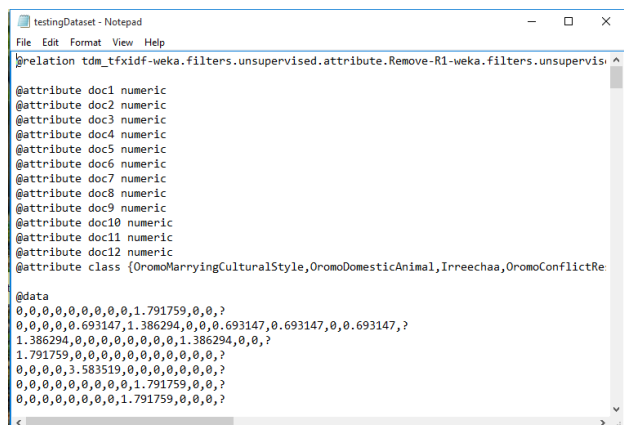 testingDataset - Notepad
File Edit Format View Help
@relation tdm_tfxidf-weka.filters.unsupervised.attribute.Remove-R1-weka.filters.unsupervise
@attribute doc1 numeric
@attribute doc2 numeric
@attribute doc3 numeric
@attribute doc4 numeric
@attribute doc5 numeric
@attribute doc6 numeric
@attribute doc7 numeric
@attribute doc8 numeric
@attribute doc9 numeric
@attribute doc10 numeric
@attribute doc11 numeric
@attribute doc12 numeric
@attribute class {OromoMarryingCulturalStyle,OromoDomesticAnimal,Irreechaa,OromoConflictRe
@data
0,0,0,0,0,0,0,0,0,1.791759,0,0,?
0,0,0,0,0.693147,1.386294,0,0,0.693147,0.693147,0,0.693147,?
1.386294,0,0,0,0,0,0,0,0,1.386294,0,0,?
1.791759,0,0,0,0,0,0,0,0,0,0,0,?
0,0,0,0,3.583519,0,0,0,0,0,0,0,?
0,0,0,0,0,0,0,0,0,1.791759,0,0,?
0,0,0,0,0,0,0,0,1.791759,0,0,0,?